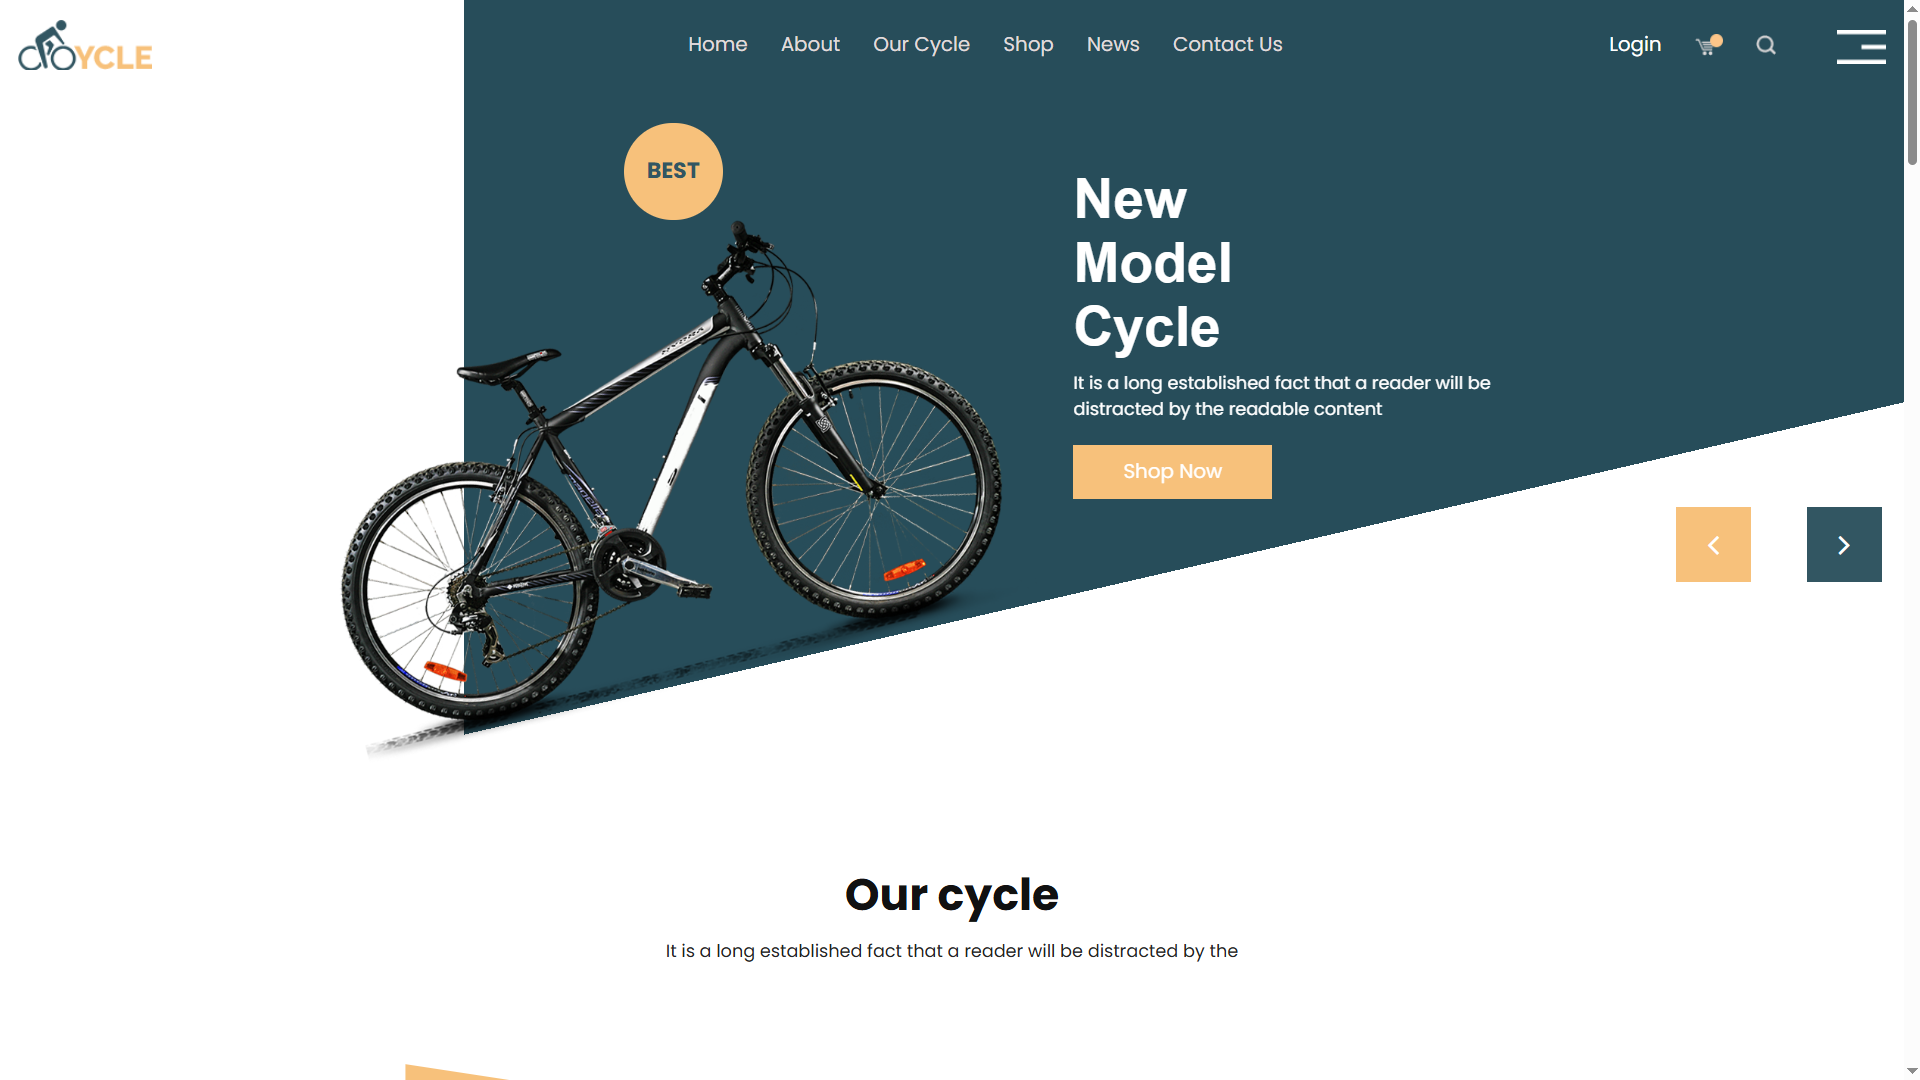 YCLE
Home About Our Cycle Shop News Contact Us
Login
BEST
New
Model
Cycle
It is a long established fact that a reader will be
distracted by the readable content
Shop Now
Our cycle
It is a long established fact that a reader will be distracted by the